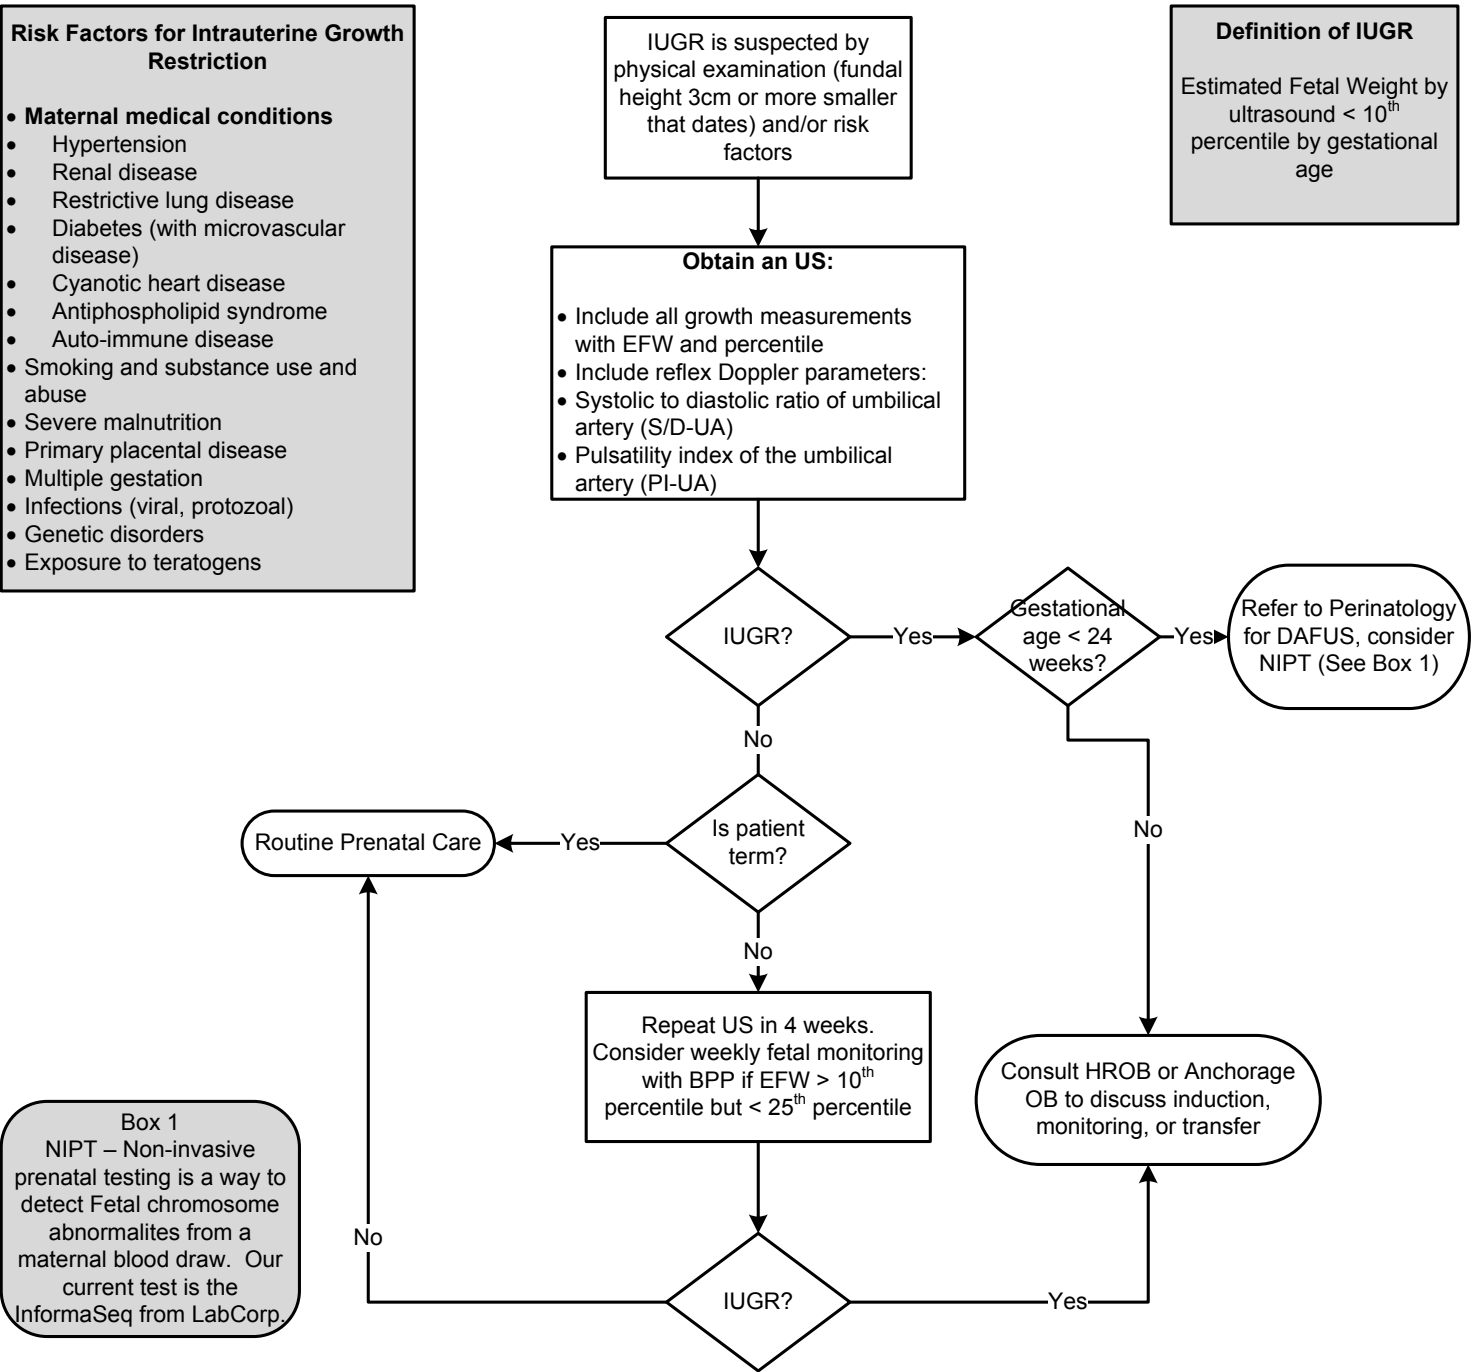 Risk Factors for Intrauterine Growth
Restriction
• Maternal medical conditions
• Hypertension
• Renal disease
• Restrictive lung disease
• Diabetes (with microvascular
disease)
• Cyanotic heart disease
• Antiphospholipid syndrome
• Auto-immune disease
• Smoking and substance use and
abuse
• Severe malnutrition
• Primary placental disease
• Multiple gestation
• Infections (viral, protozoal)
• Genetic disorders
• Exposure to teratogens
IUGR is suspected by
physical examination (fundal
height 3cm or more smaller
that dates) and/or risk
factors
Definition of IUGR
Estimated Fetal Weight by
ultrasound < 10th
percentile by gestational
age
Obtain an US:
• Include all growth measurements
with EFW and percentile
• Include reflex Doppler parameters:
• Systolic to diastolic ratio of umbilical
artery (S/D-UA)
• Pulsatility index of the umbilical
artery (PI-UA)
IUGR?
Yes
Gestational
age < 24
weeks?
Yes
Refer to Perinatology
for DAFUS, consider
NIPT (See Box 1)
No
No
Is patient
term?
Yes
Routine Prenatal Care
No
Repeat US in 4 weeks.
Consider weekly fetal monitoring
with BPP if EFW > 10th
percentile but < 25th percentile
Consult HROB or Anchorage
OB to discuss induction,
monitoring, or transfer
Box 1
NIPT – Non-invasive
prenatal testing is a way to
detect Fetal chromosome
abnormalites from a
maternal blood draw. Our
current test is the
InformaSeq from LabCorp.
No
IUGR?
Yes